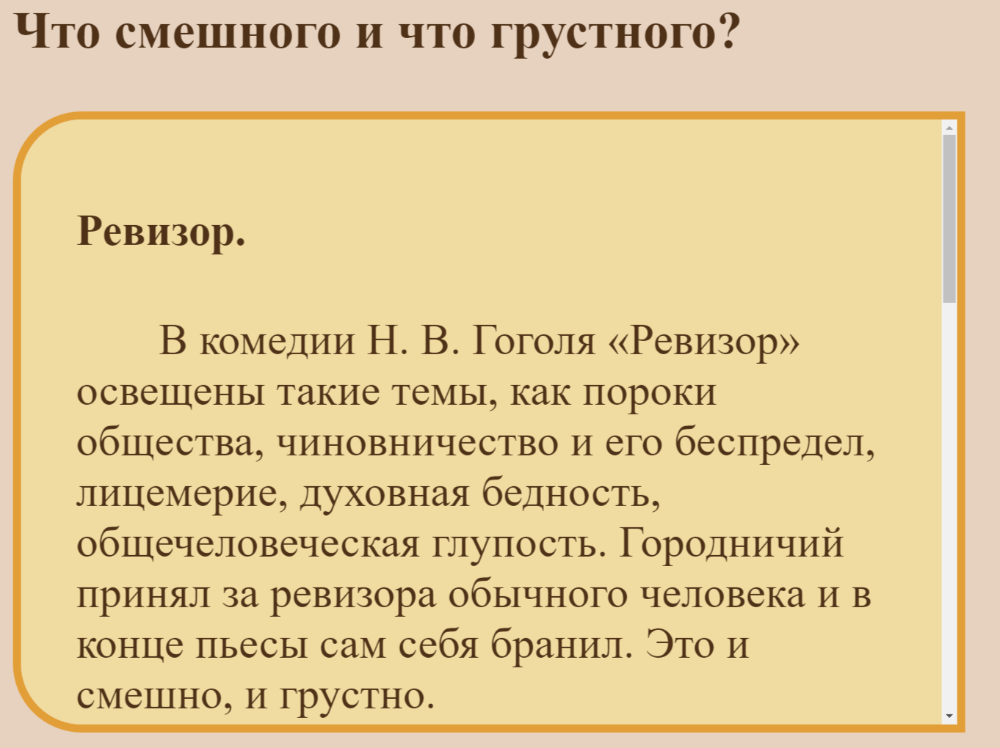 Что смешного и что грустного?
Ревизор.
В комедии Н. В. Гоголя «Ревизор»
освещены такие темы, как пороки
общества, чиновничество и его беспредел,
лицемерие, духовная бедность,
общечеловеческая глупость. Городничий
принял за ревизора обычного человека и в
конце пьесы сам себя бранил. Это и
смешно, и грустно.